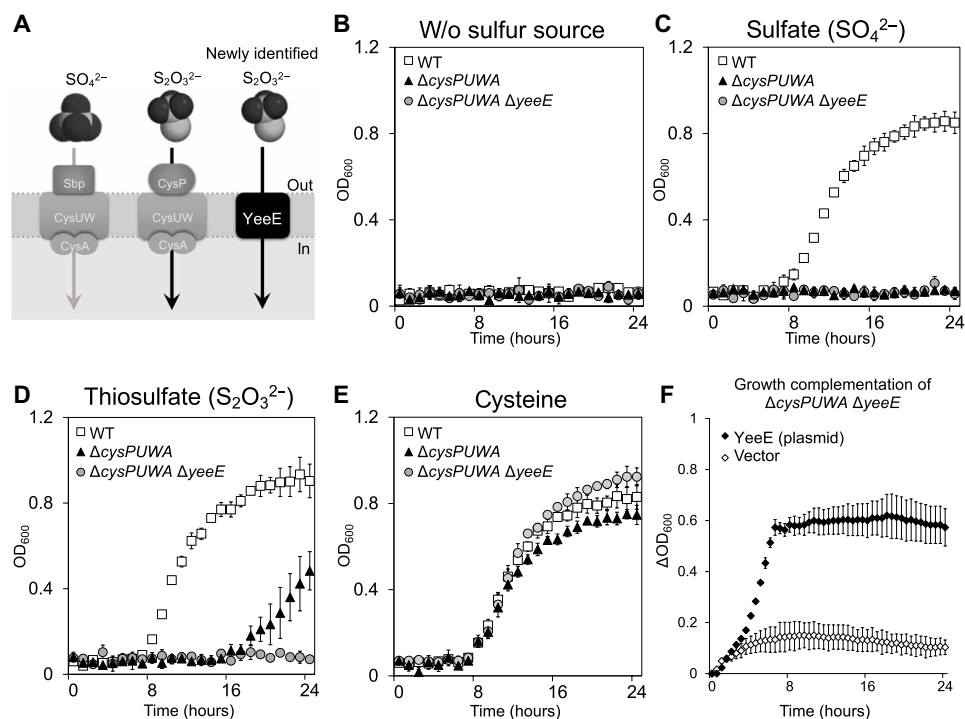 A
Newly identified
SO₄²⁻
S₂O₃²⁻
S₂O₃²⁻
Sbp
CysP
Out
CysUW
CysUW
YeeE
CysA
CysA
In
B
W/o sulfur source
1.2
0.8
0.4
0
OD₆₀₀
WT
ΔcysPUWA
ΔcysPUWA ΔyeeE
0
8
16
24
Time (hours)
C
Sulfate (SO₄²⁻)
1.2
0.8
0.4
0
OD₆₀₀
WT
ΔcysPUWA
ΔcysPUWA ΔyeeE
0
8
16
24
Time (hours)
D
Thiosulfate (S₂O₃²⁻)
1.2
0.8
0.4
0
OD₆₀₀
WT
ΔcysPUWA
ΔcysPUWA ΔyeeE
0
8
16
24
Time (hours)
E
Cysteine
1.2
0.8
0.4
0
OD₆₀₀
WT
ΔcysPUWA
ΔcysPUWA ΔyeeE
0
8
16
24
Time (hours)
F
Growth complementation of
ΔcysPUWA ΔyeeE
1
0.8
0.6
0.4
0.2
0
ΔOD₆₀₀
YeeE (plasmid)
Vector
0
8
16
24
Time (hours)